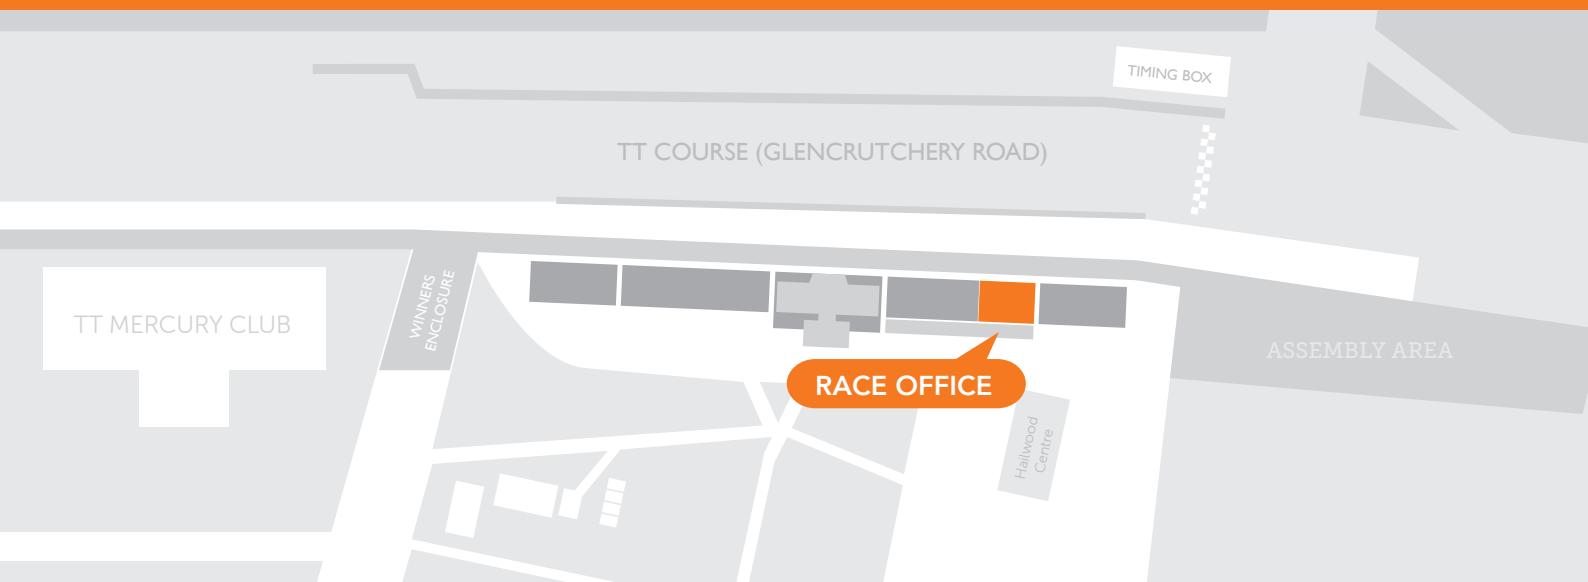 TIMING BOX
TT COURSE (GLENCRUTCHERY ROAD)
WINNERS
ENCLOSURE
TT MERCURY CLUB
ASSEMBLY AREA
RACE OFFICE
Hailwood
Centre